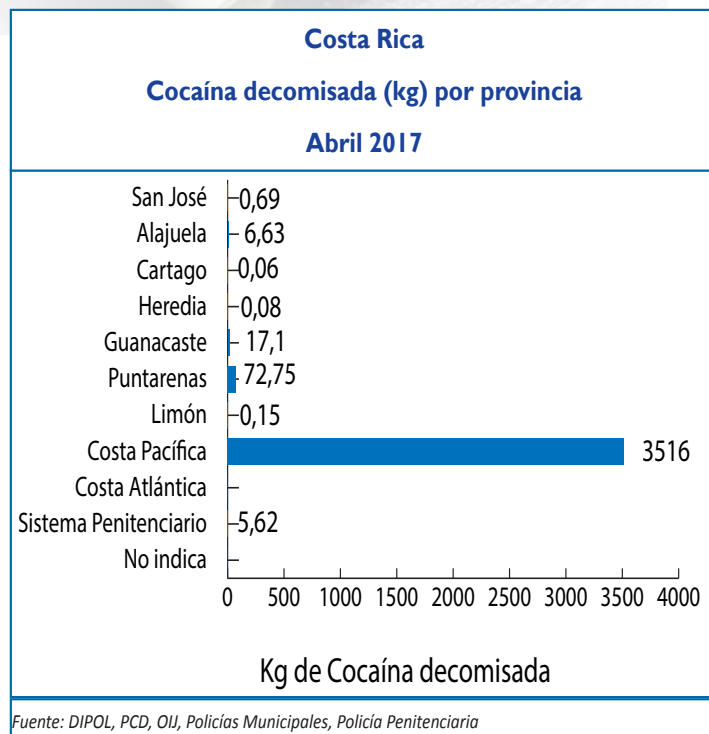 Costa Rica
Cocaína decomisada (kg) por provincia
Abril 2017
San José 0,69
Alajuela 6,63
Cartago 0,06
Heredia 0,08
Guanacaste 17,1
Puntarenas 72,75
Limón 0,15
Costa Pacífica 3516
Costa Atlántica
Sistema Penitenciario 5,62
No indica
0 500 1000 1500 2000 2500 3000 3500 4000
Kg de Cocaína decomisada
Fuente: DIPOL, PCD, OIJ, Policías Municipales, Policía Penitenciaria